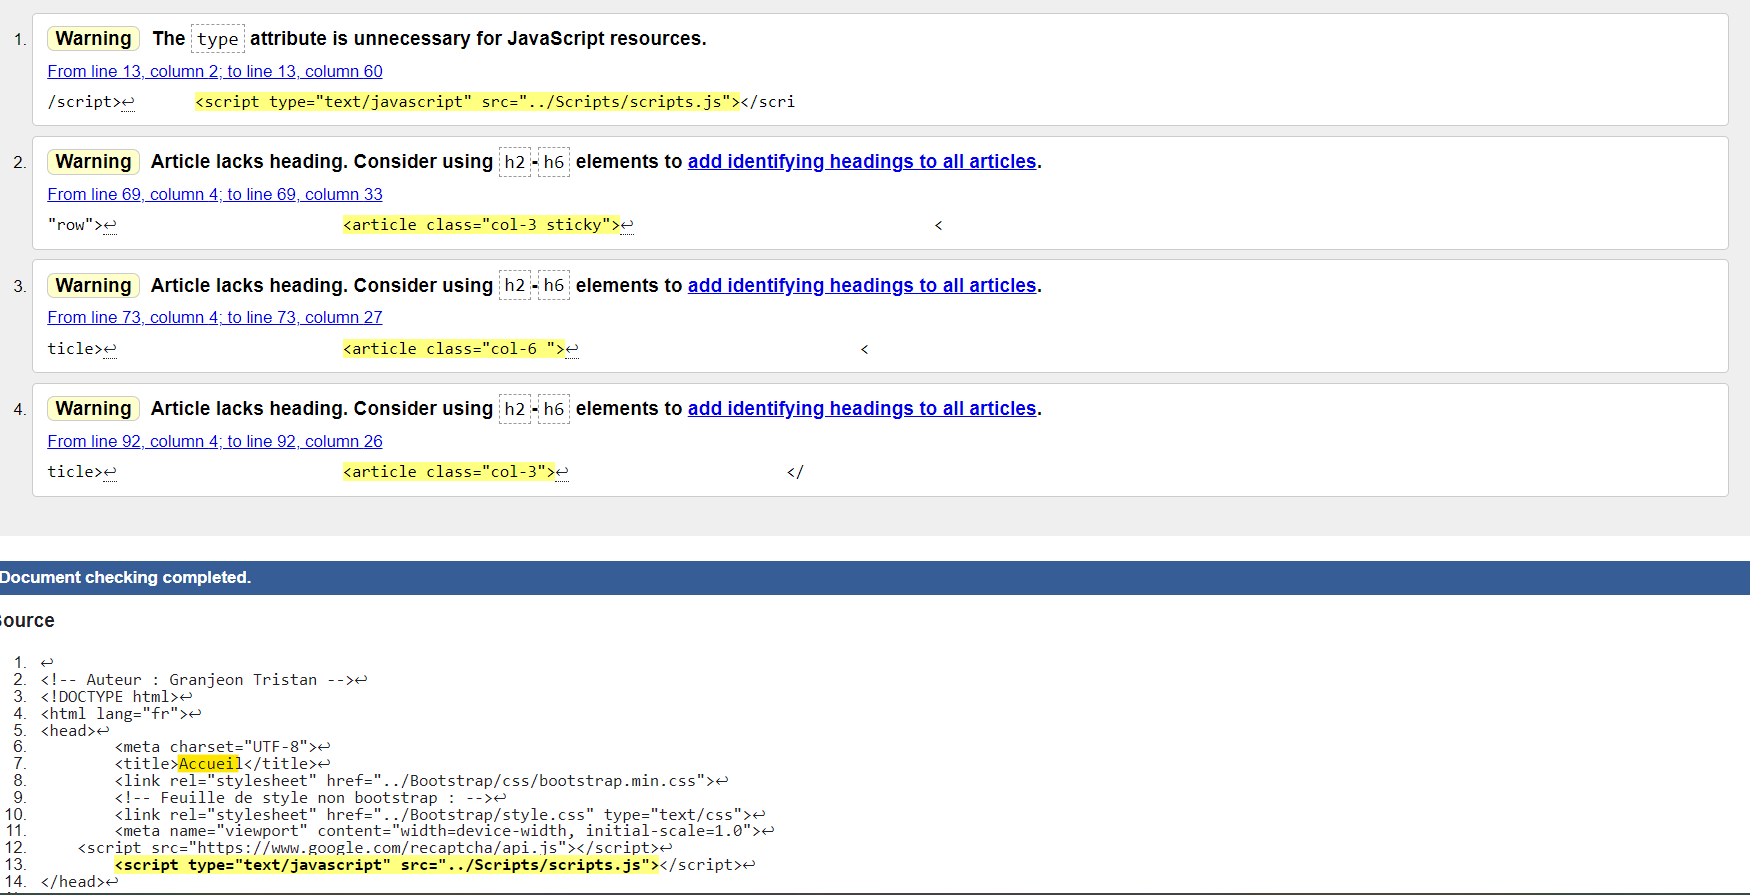 1. Warning The type attribute is unnecessary for JavaScript resources.
From line 13, column 2; to line 13, column 60
/script>↩ <script type="text/javascript" src="../Scripts/scripts.js"></scri
2. Warning Article lacks heading. Consider using h2-h6 elements to add identifying headings to all articles.
From line 69, column 4; to line 69, column 33
"row">↩ <article class="col-3 sticky">↩ <
3. Warning Article lacks heading. Consider using h2-h6 elements to add identifying headings to all articles.
From line 73, column 4; to line 73, column 27
ticle>↩ <article class="col-6 ">↩ <
4. Warning Article lacks heading. Consider using h2-h6 elements to add identifying headings to all articles.
From line 92, column 4; to line 92, column 26
ticle>↩ <article class="col-3">↩ </
Document checking completed.
ource
1. ↩
2. <!-- Auteur : Granjeon Tristan -->↩
3. <!DOCTYPE html>↩
4. <html lang="fr">↩
5. <head>↩
6. <meta charset="UTF-8">↩
7. <title>Accueil</title>↩
8. <link rel="stylesheet" href="../Bootstrap/css/bootstrap.min.css">↩
9. <!-- Feuille de style non bootstrap : -->↩
10. <link rel="stylesheet" href="../Bootstrap/style.css" type="text/css">↩
11. <meta name="viewport" content="width=device-width, initial-scale=1.0">↩
12. <script src="https://www.google.com/recaptcha/api.js"></script>↩
13. <script type="text/javascript" src="../Scripts/scripts.js"></script>↩
14. </head>↩